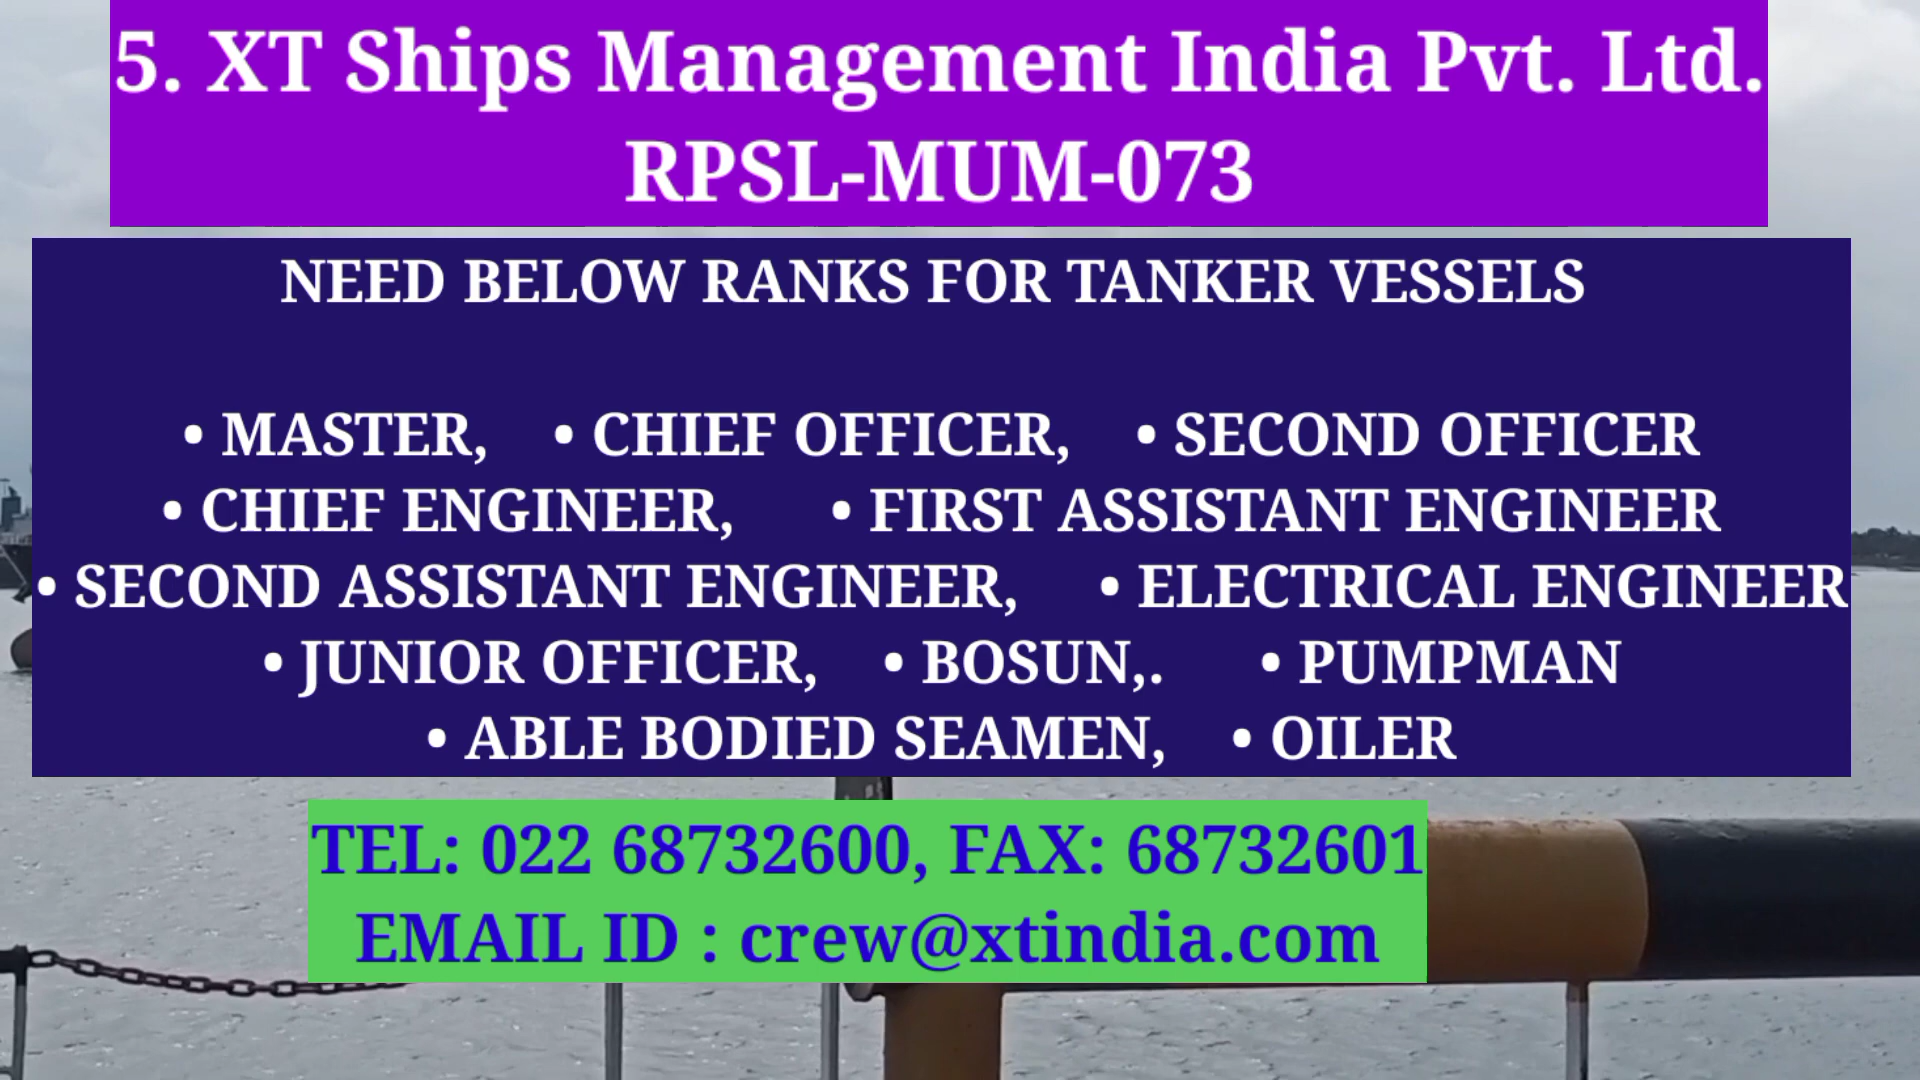 5. XT Ships Management India Pvt. Ltd.
RPSL-MUM-073
NEED BELOW RANKS FOR TANKER VESSELS
• MASTER, • CHIEF OFFICER, • SECOND OFFICER
• CHIEF ENGINEER, • FIRST ASSISTANT ENGINEER
• SECOND ASSISTANT ENGINEER, • ELECTRICAL ENGINEER
• JUNIOR OFFICER, • BOSUN,. • PUMPMAN
• ABLE BODIED SEAMEN, • OILER
TEL: 022 68732600, FAX: 68732601
EMAIL ID : crew@xtindia.com